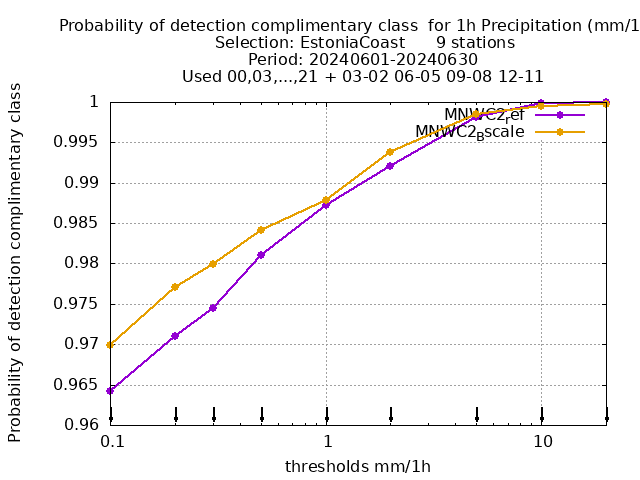 Probability of detection complimentary class  for 1h Precipitation (mm/1
Selection: EstoniaCoast      9 stations
Period: 20240601-20240630
Used 00,03,...,21 + 03-02 06-05 09-08 12-11
Probability of detection complimentary class
1
0.995
0.99
0.985
0.98
0.975
0.97
0.965
0.96
MNWC2ref
MNWC2Bscale
0.1
1
10
thresholds mm/1h